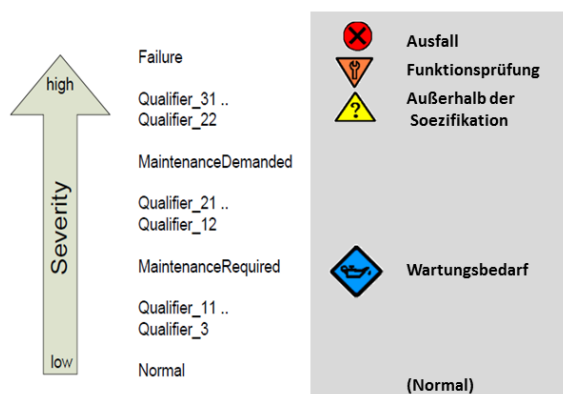 high
Severity
low
Failure
Qualifier_31 ..
Qualifier_22
MaintenanceDemanded
Qualifier_21 ..
Qualifier_12
MaintenanceRequired
Qualifier_11 ..
Qualifier_3
Normal
Ausfall
Funktionsprüfung
?
Außerhalb der
Soezifikation
Wartungsbedarf
(Normal)